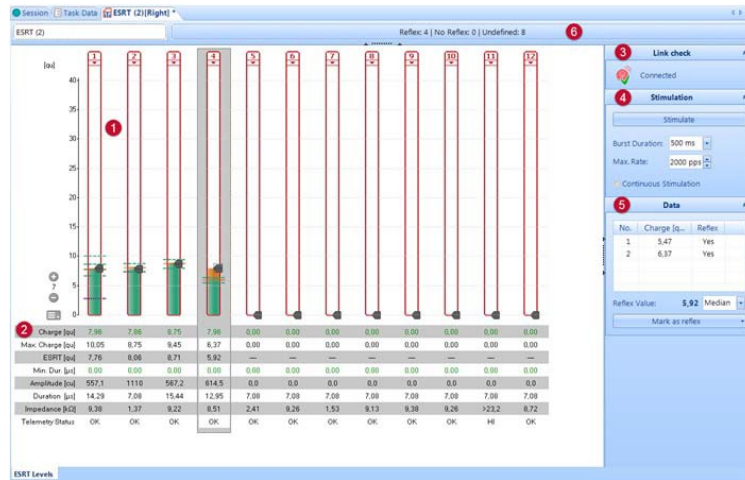 Session Task Data ESRT (2)[Right] *
ESRT (2)
Reflex: 4 | No Reflex: 0 | Undefined: 8
6
[qu]
1 2 3 4 5 6 7 8 9 10 11 12
40
35
30
25
20
15
10
5
0
1
7
3 Link check
Connected
4 Stimulation
Stimulate
Burst Duration: 500 ms
Max. Rate: 2000 pps
Continuous Stimulation
5 Data
No. Charge [q... Reflex
1 5,47 Yes
2 6,37 Yes
Reflex Value: 5,92 Median
Mark as reflex
2
Charge [qu] 7,96 7,86 8,75 7,96 0,00 0,00 0,00 0,00 0,00 0,00 0,00 0,00
Max. Charge [qu] 10,05 8,75 9,45 6,37 0,00 0,00 0,00 0,00 0,00 0,00 0,00 0,00
ESRT [qu] 7,76 8,06 8,71 5,92 — — — — — — — —
Min. Dur. [µs] 0,00 0,00 0,00 0,00 0,00 0,00 0,00 0,00 0,00 0,00 0,00 0,00
Amplitude [cu] 557,1 1110 567,2 614,5 0,0 0,0 0,0 0,0 0,0 0,0 0,0 0,0
Duration [µs] 14,29 7,08 15,44 12,95 7,08 7,08 7,08 7,08 7,08 7,08 7,08 7,08
Impedance [kΩ] 9,38 1,37 9,22 8,51 2,41 9,26 1,53 9,13 8,38 9,26 >23,2 8,72
Telemetry Status OK OK OK OK OK OK OK OK OK OK HI OK
ESRT Levels